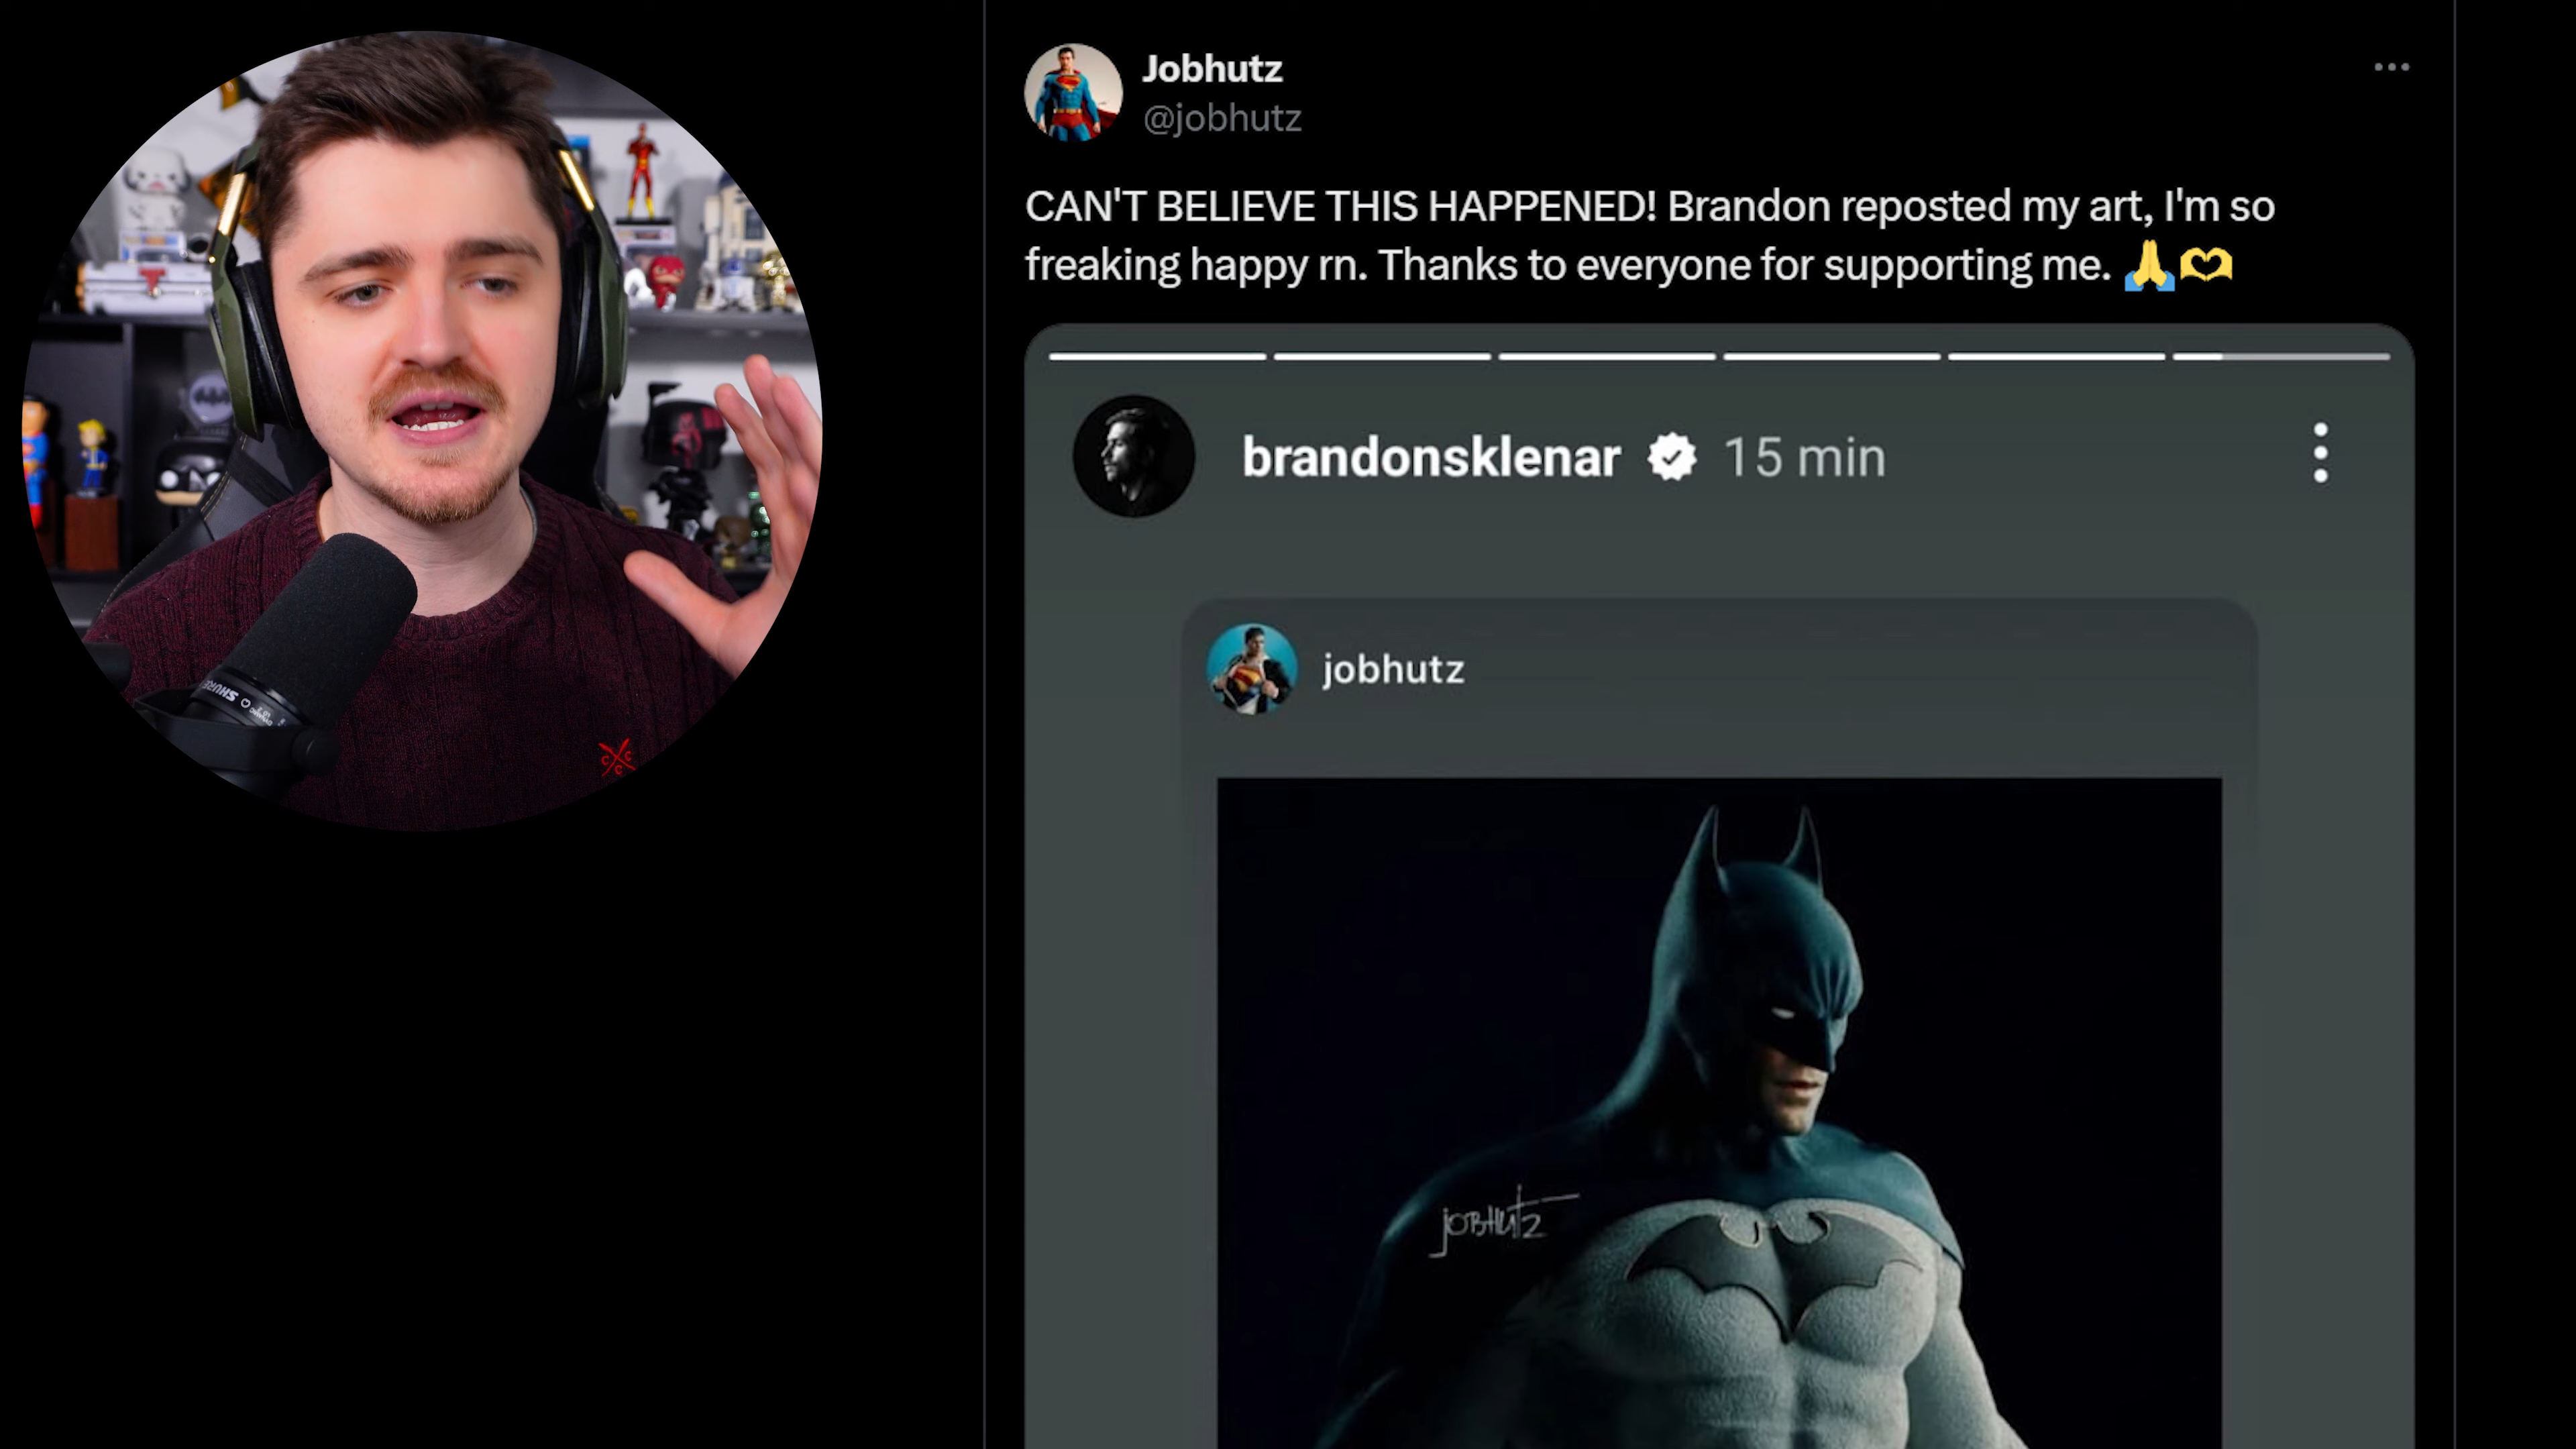 Jobhutz
@jobhutz
CAN'T BELIEVE THIS HAPPENED! Brandon reposted my art, I'm so
freaking happy rn. Thanks to everyone for supporting me. 🙏🫶
brandonsklenar 15 min
jobhutz
JOBHUTZ
SHURE
C C C